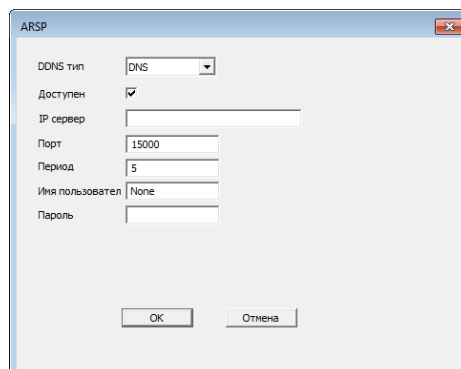 ARSP
DDNS тип DNS
Доступен
IP сервер
Порт 15000
Период 5
Имя пользовател None
Пароль
OK Отмена